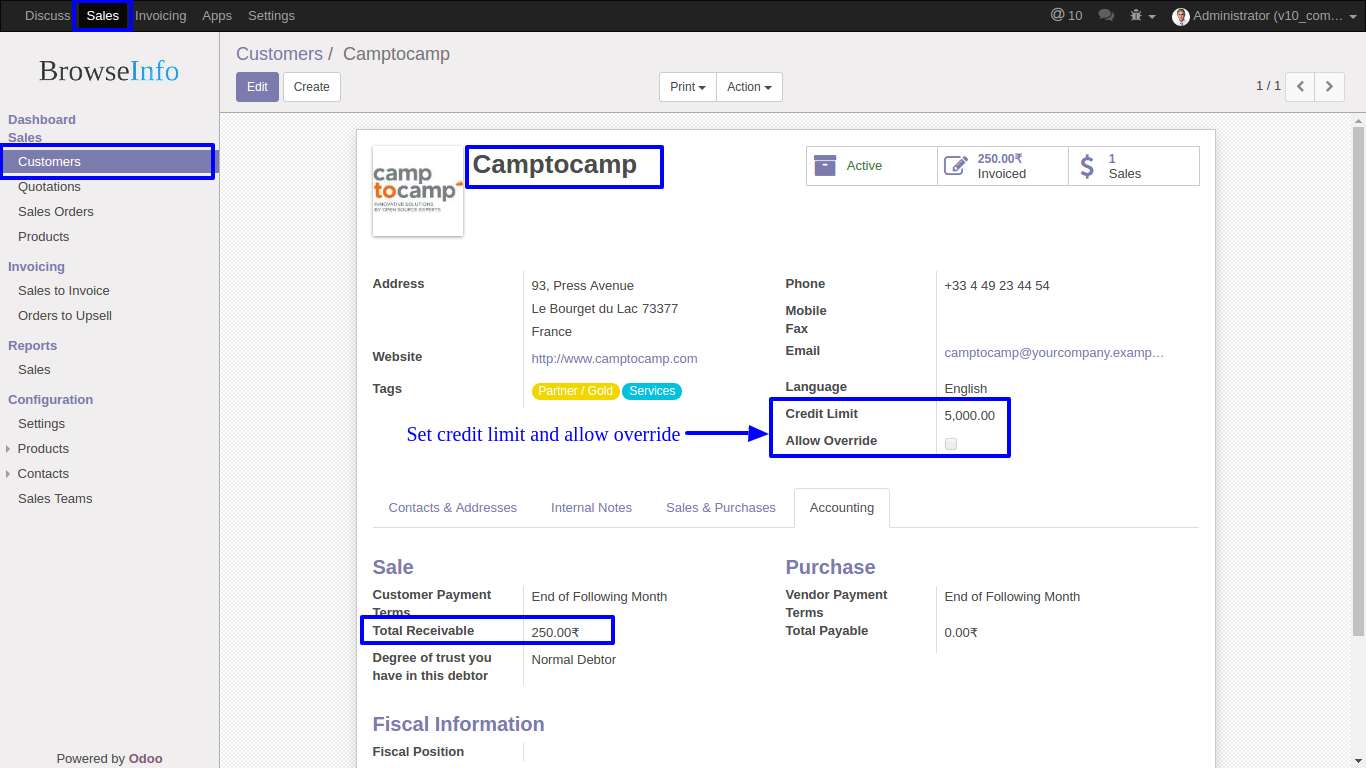 Discuss Sales Invoicing Apps Settings
@ 10 Administrator (v10_com…
BrowseInfo
Customers / Camptocamp
Edit Create Print Action 1 / 1
Dashboard
Sales
Customers
Quotations
Sales Orders
Products
Invoicing
Sales to Invoice
Orders to Upsell
Reports
Sales
Configuration
Settings
Products
Contacts
Sales Teams
Powered by Odoo
camp
tocamp
INNOVATIVE SOLUTIONS
BY OPEN SOURCE EXPERTS
Camptocamp
Active
250.00₹
Invoiced
1
Sales
Address
93, Press Avenue
Le Bourget du Lac 73377
France
Website http://www.camptocamp.com
Tags Partner / Gold Services
Phone +33 4 49 23 44 54
Mobile
Fax
Email camptocamp@yourcompany.examp…
Language English
Credit Limit 5,000.00
Allow Override
Set credit limit and allow override
Contacts & Addresses Internal Notes Sales & Purchases Accounting
Sale
Customer Payment
Terms
End of Following Month
Total Receivable 250.00₹
Degree of trust you
have in this debtor
Normal Debtor
Purchase
Vendor Payment
Terms
End of Following Month
Total Payable 0.00₹
Fiscal Information
Fiscal Position